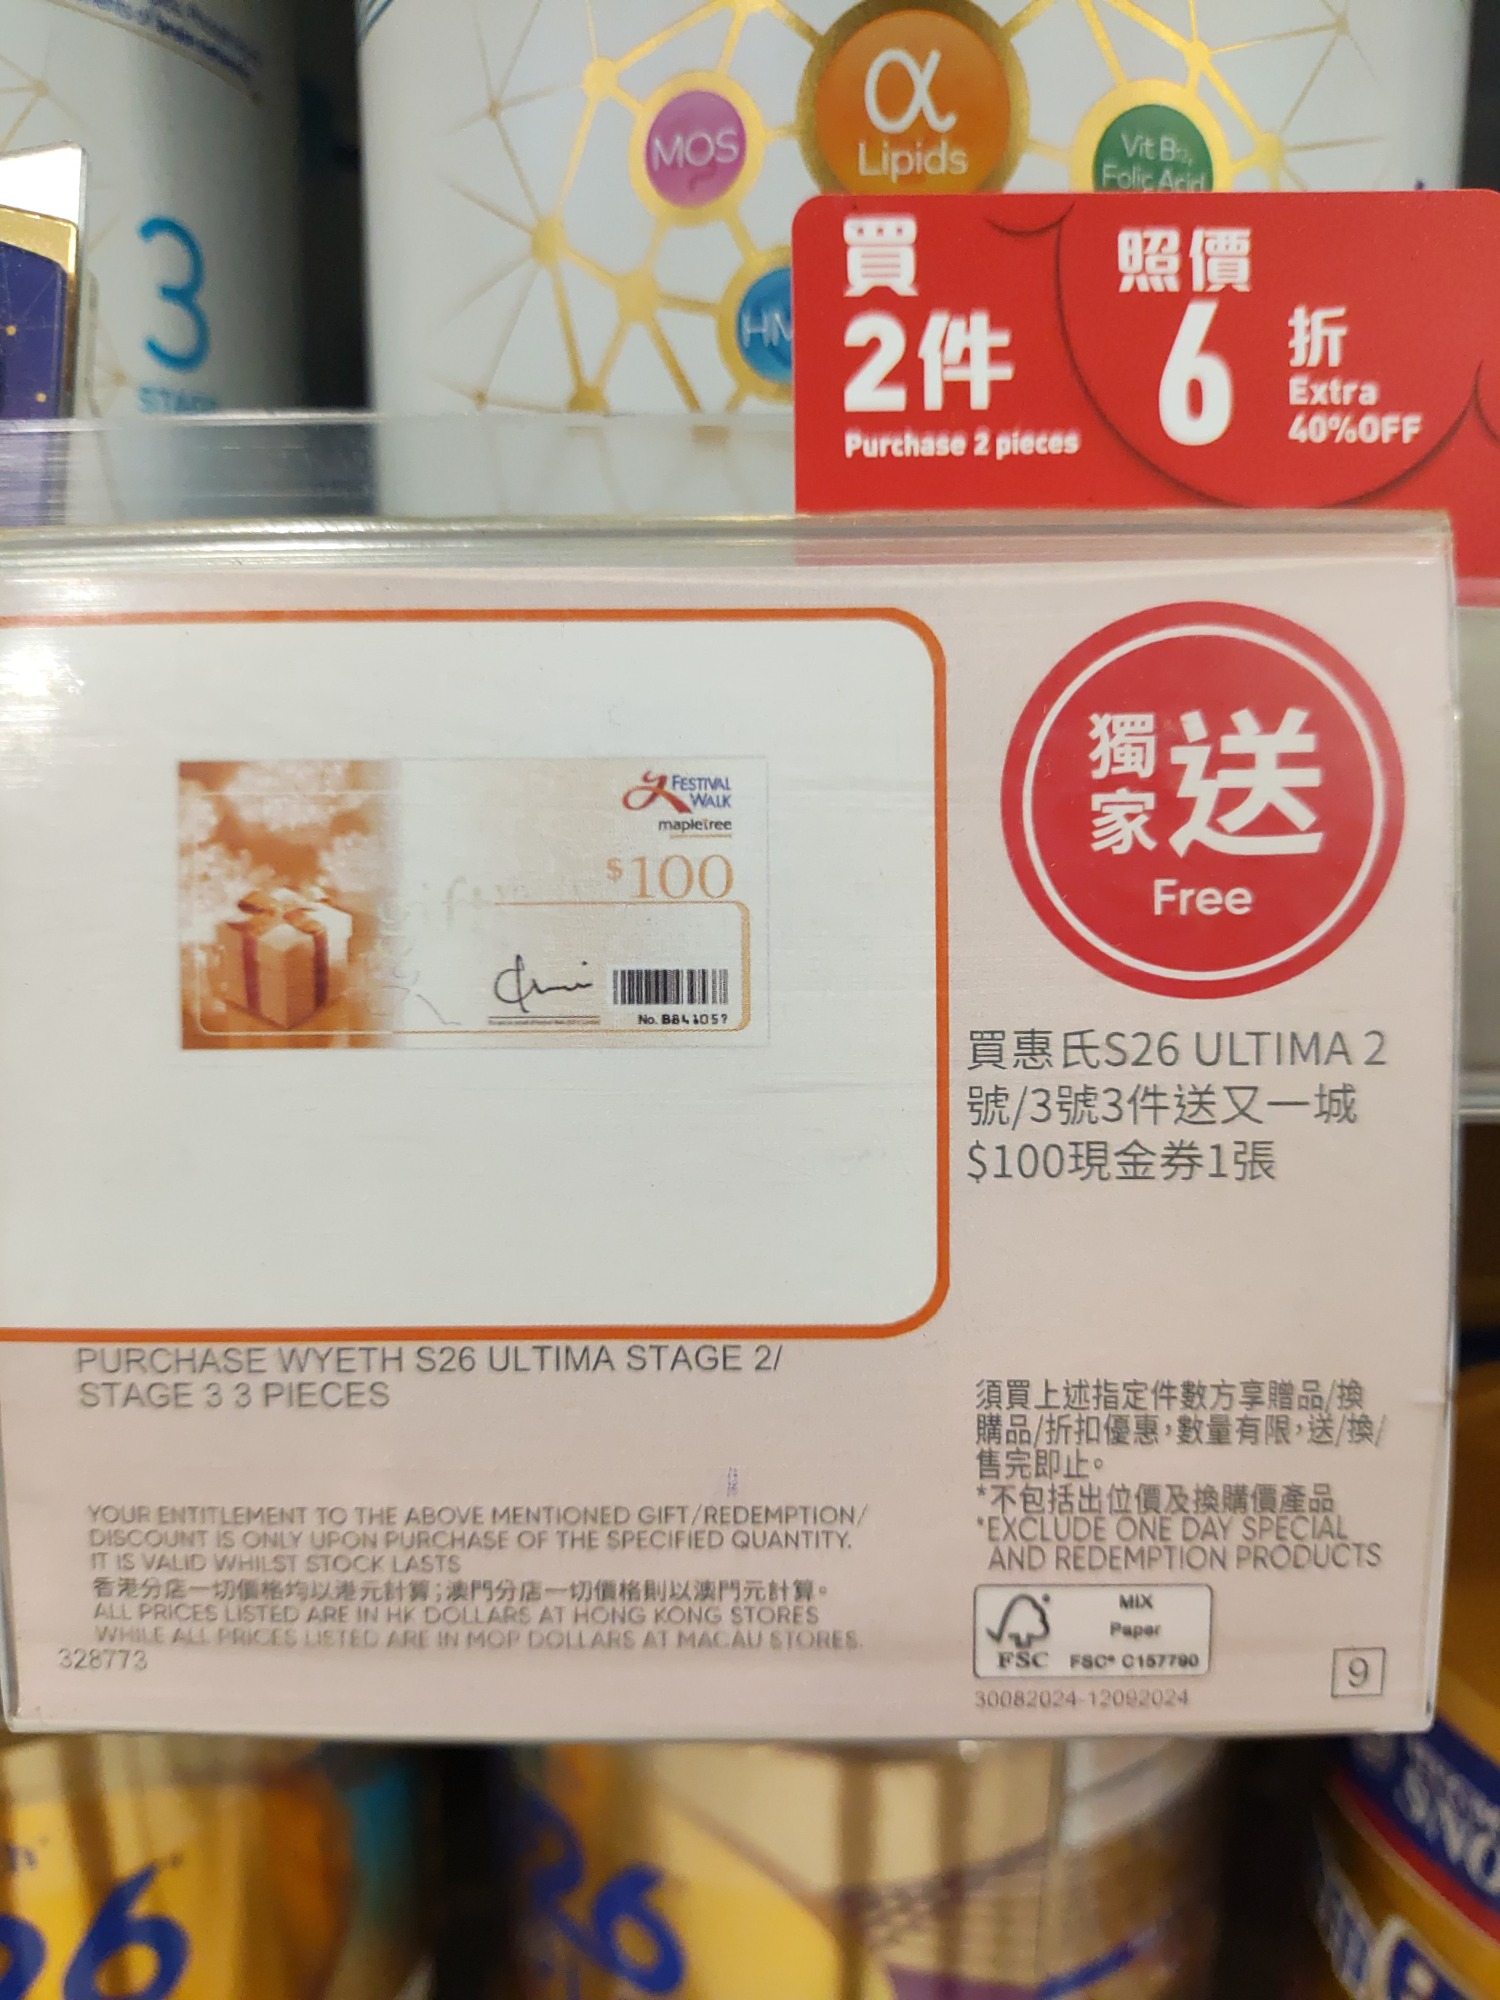 α
Lipids
MOS
Vit B12,
Folic Acid
3
買
2件
Purchase 2 pieces
照價
6折
Extra
40%OFF
FESTIVAL
WALK
mapletree
$100
獨家
送
Free
買惠氏S26 ULTIMA 2
號/3號3件送又一城
$100現金券1張
PURCHASE WYETH S26 ULTIMA STAGE 2/
STAGE 3 3 PIECES
須買上述指定件數方享贈品/換
購品/折扣優惠，數量有限，送/換/
售完即止。
*不包括出位價及換購價產品
*EXCLUDE ONE DAY SPECIAL
AND REDEMPTION PRODUCTS
YOUR ENTITLEMENT TO THE ABOVE MENTIONED GIFT/REDEMPTION/
DISCOUNT IS ONLY UPON PURCHASE OF THE SPECIFIED QUANTITY.
IT IS VALID WHILST STOCK LASTS
香港分店一切價格均以港元計算；澳門分店一切價格則以澳門元計算。
ALL PRICES LISTED ARE IN HK DOLLARS AT HONG KONG STORES
WHILE ALL PRICES LISTED ARE IN MOP DOLLARS AT MACAU STORES.
328773
FSC
MIX
Paper
FSC® C157790
30082024-12092024
9